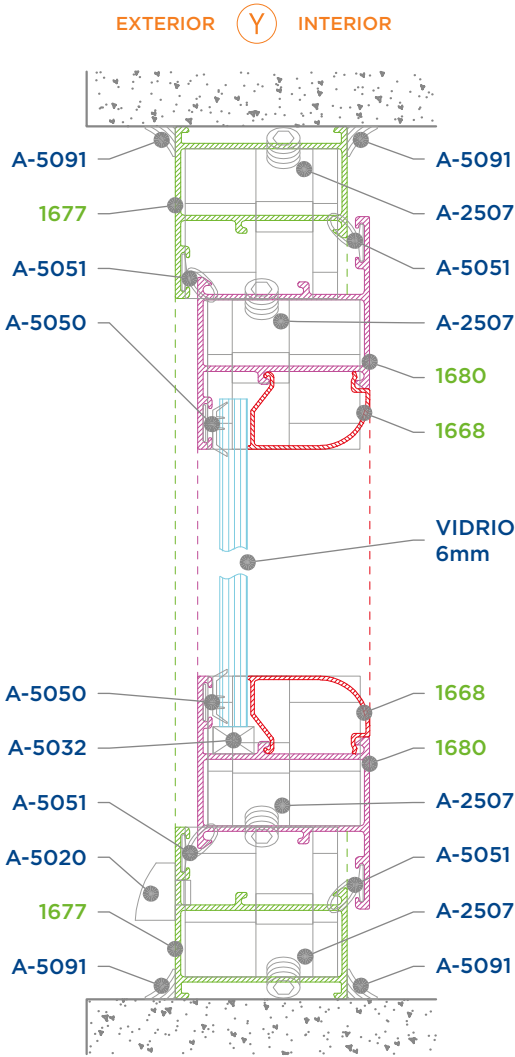 EXTERIOR Y INTERIOR
A-5091 A-5091
1677 A-2507
A-5051 A-5051
A-5050 A-2507
1680
1668
VIDRIO
6mm
A-5050 1668
A-5032 1680
A-5051 A-2507
A-5020 A-5051
1677 A-2507
A-5091 A-5091